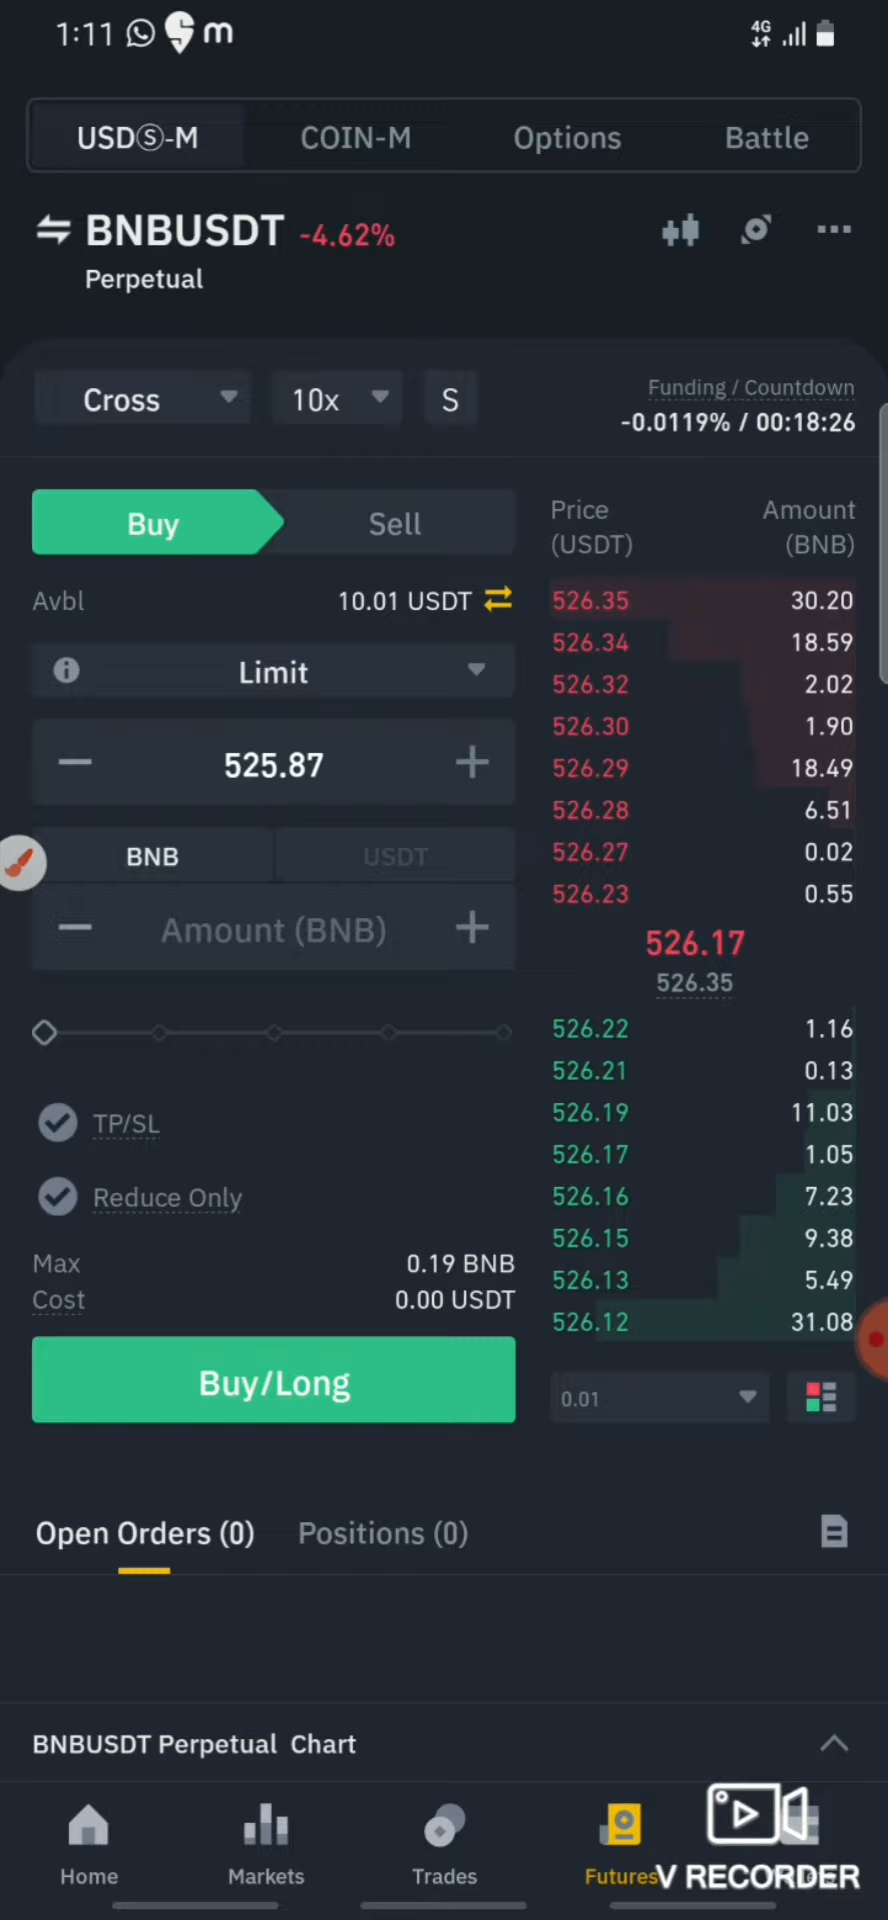 1:11 m 4G
USDⓈ-M COIN-M Options Battle
BNBUSDT -4.62%
Perpetual
Cross 10x S
Funding / Countdown
-0.0119% / 00:18:26
Buy Sell
Avbl 10.01 USDT
Limit
525.87
BNB USDT
Amount (BNB)
TP/SL
Reduce Only
Max 0.19 BNB
Cost 0.00 USDT
Buy/Long
Price Amount
(USDT) (BNB)
526.35 30.20
526.34 18.59
526.32 2.02
526.30 1.90
526.29 18.49
526.28 6.51
526.27 0.02
526.23 0.55
526.17
526.35
526.22 1.16
526.21 0.13
526.19 11.03
526.17 1.05
526.16 7.23
526.15 9.38
526.13 5.49
526.12 31.08
0.01
Open Orders (0) Positions (0)
BNBUSDT Perpetual Chart
Home Markets Trades Futures
V RECORDER